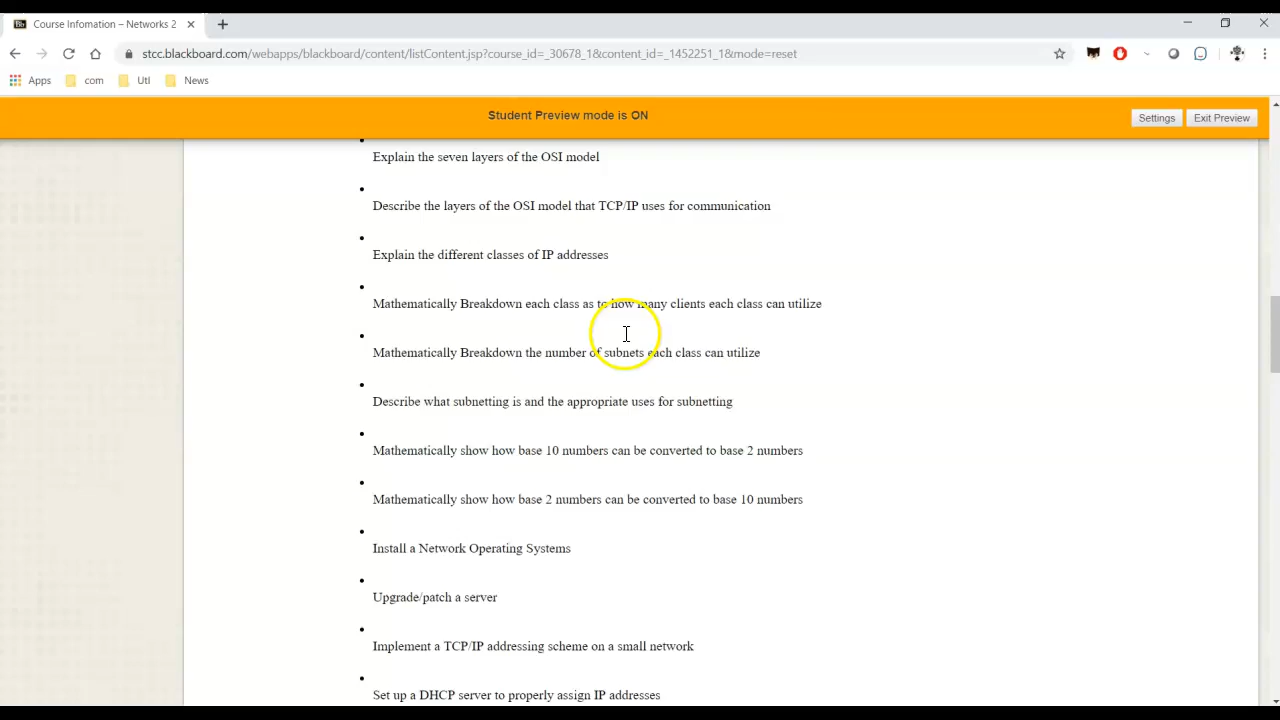 Course Infomation – Networks 2
stcc.blackboard.com/webapps/blackboard/content/listContent.jsp?course_id=_30678_1&content_id=_1452251_1&mode=reset
Apps com Utl News
Student Preview mode is ON
Settings Exit Preview
Explain the seven layers of the OSI model
Describe the layers of the OSI model that TCP/IP uses for communication
Explain the different classes of IP addresses
Mathematically Breakdown each class as to how many clients each class can utilize
Mathematically Breakdown the number of subnets each class can utilize
Describe what subnetting is and the appropriate uses for subnetting
Mathematically show how base 10 numbers can be converted to base 2 numbers
Mathematically show how base 2 numbers can be converted to base 10 numbers
Install a Network Operating Systems
Upgrade/patch a server
Implement a TCP/IP addressing scheme on a small network
Set up a DHCP server to properly assign IP addresses